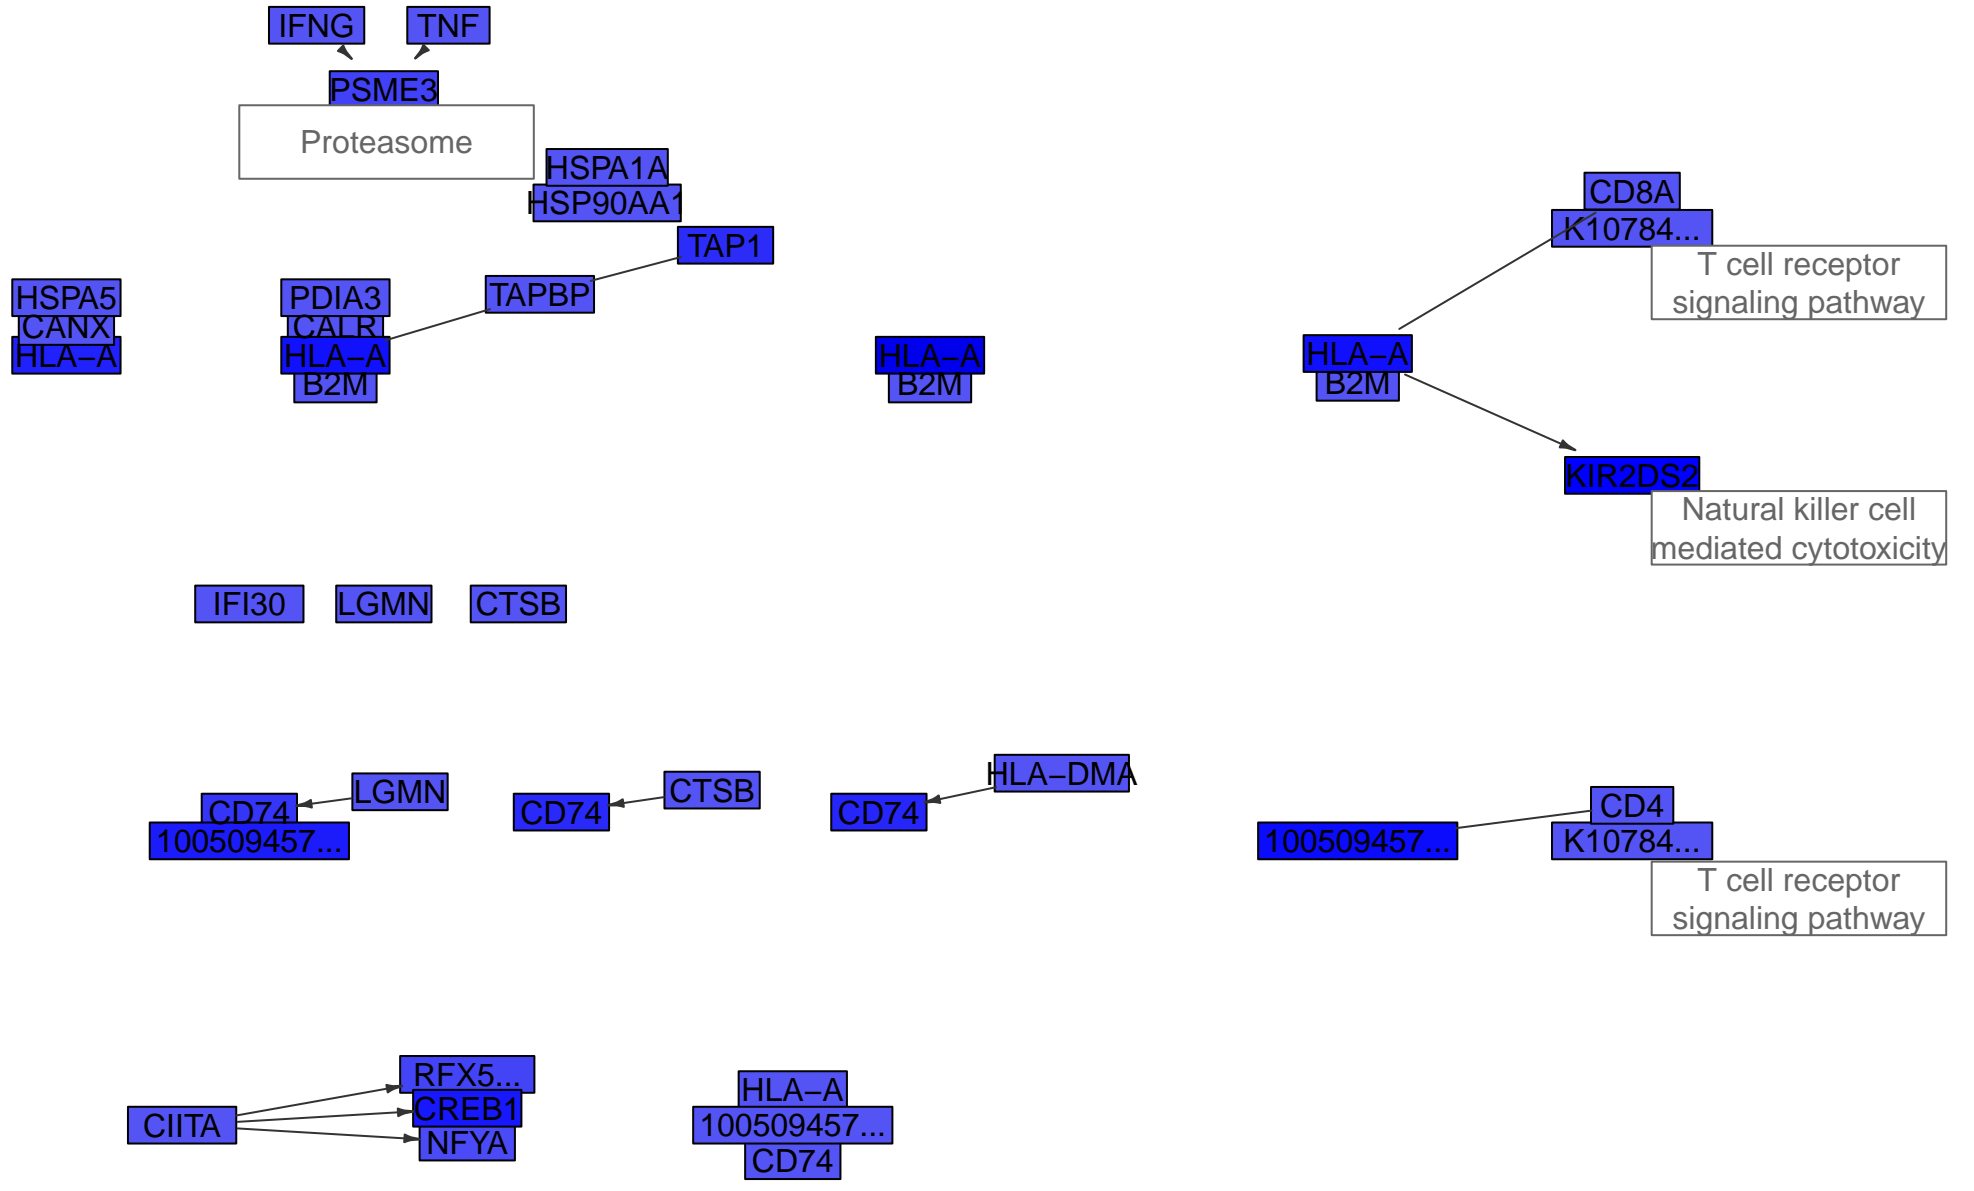 IFNG
TNF
PSME3
Proteasome
HSPA1A
HSP90AA1
TAP1
CD8A
K10784...
T cell receptor
signaling pathway
HSPA5
CANX
HLA−A
PDIA3
CALR
HLA−A
B2M
TAPBP
HLA−A
B2M
HLA−A
B2M
KIR2DS2
Natural killer cell
mediated cytotoxicity
IFI30
LGMN
CTSB
CD74
100509457...
LGMN
CD74
CTSB
CD74
HLA−DMA
100509457...
CD4
K10784...
T cell receptor
signaling pathway
CIITA
RFX5...
CREB1
NFYA
HLA−A
100509457...
CD74